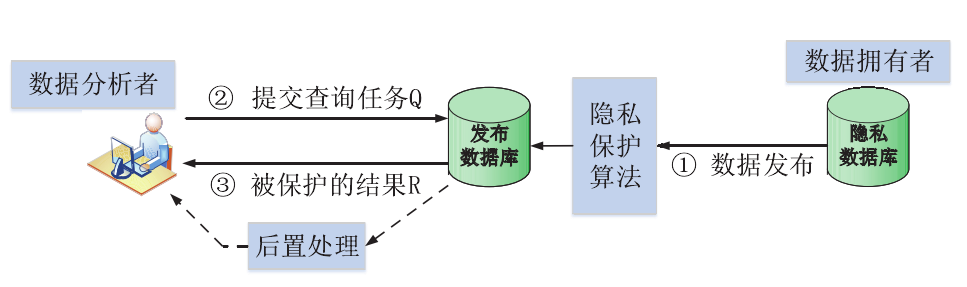 数据分析者
② 提交查询任务Q
③ 被保护的结果R
后置处理
发布
数据库
隐私
保护
算法
① 数据发布
数据拥有者
隐私
数据库